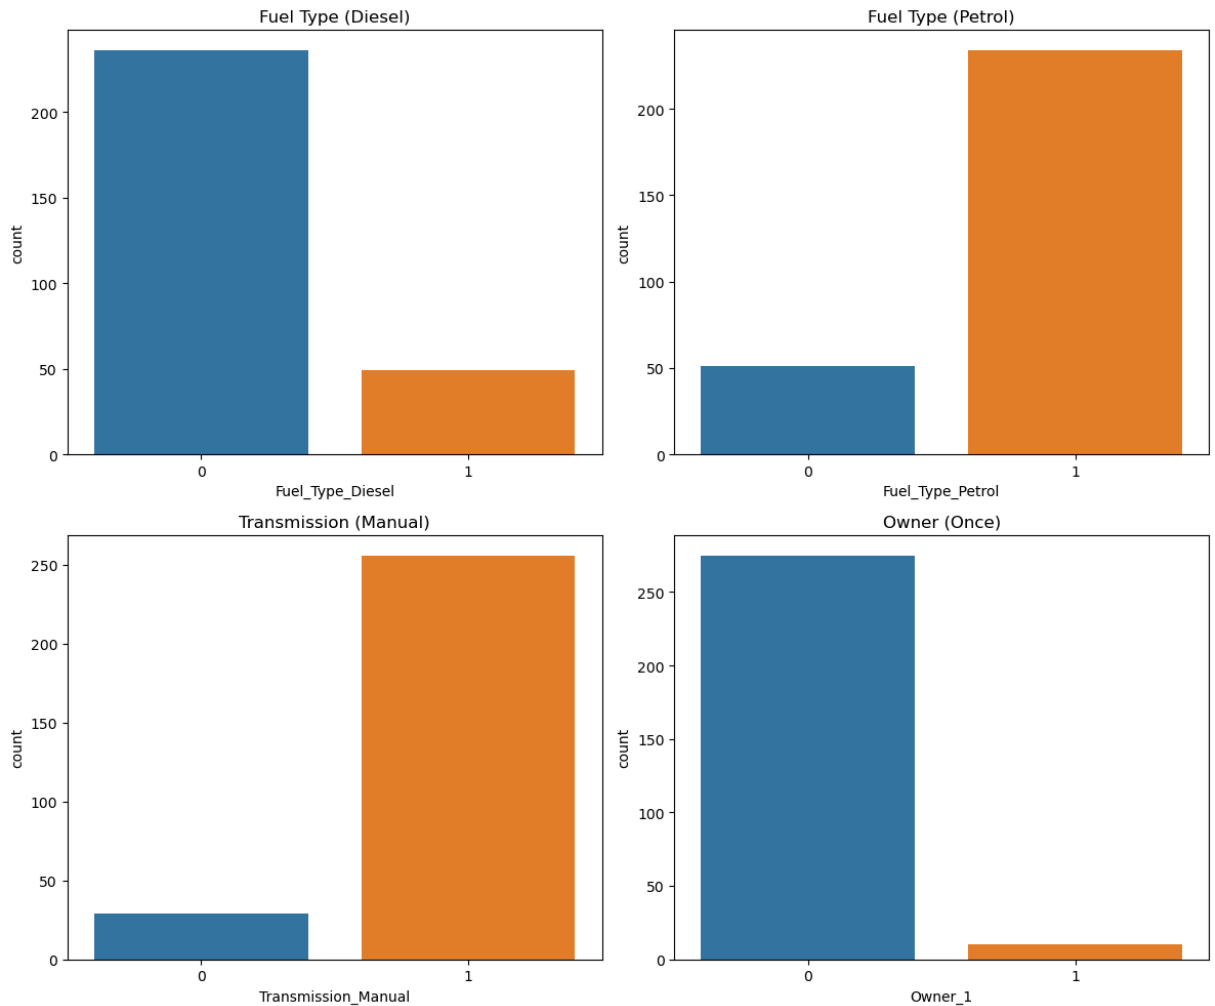 Fuel Type (Diesel)
200
150
100
50
0
count
0 1
Fuel_Type_Diesel
Fuel Type (Petrol)
200
150
100
50
0
count
0 1
Fuel_Type_Petrol
Transmission (Manual)
250
200
150
100
50
0
count
0 1
Transmission_Manual
Owner (Once)
250
200
150
100
50
0
count
0 1
Owner_1